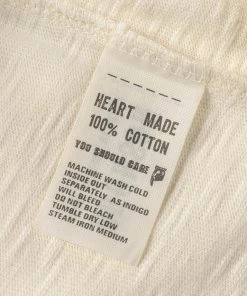 HEART MADE
100% COTTON
YOU SHOULD CARE
MACHINE WASH COLD
INSIDE OUT
SEPARATELY AS INDIGO
WILL BLEED
DO NOT BLEACH
TUMBLE DRY LOW
STEAM IRON MEDIUM